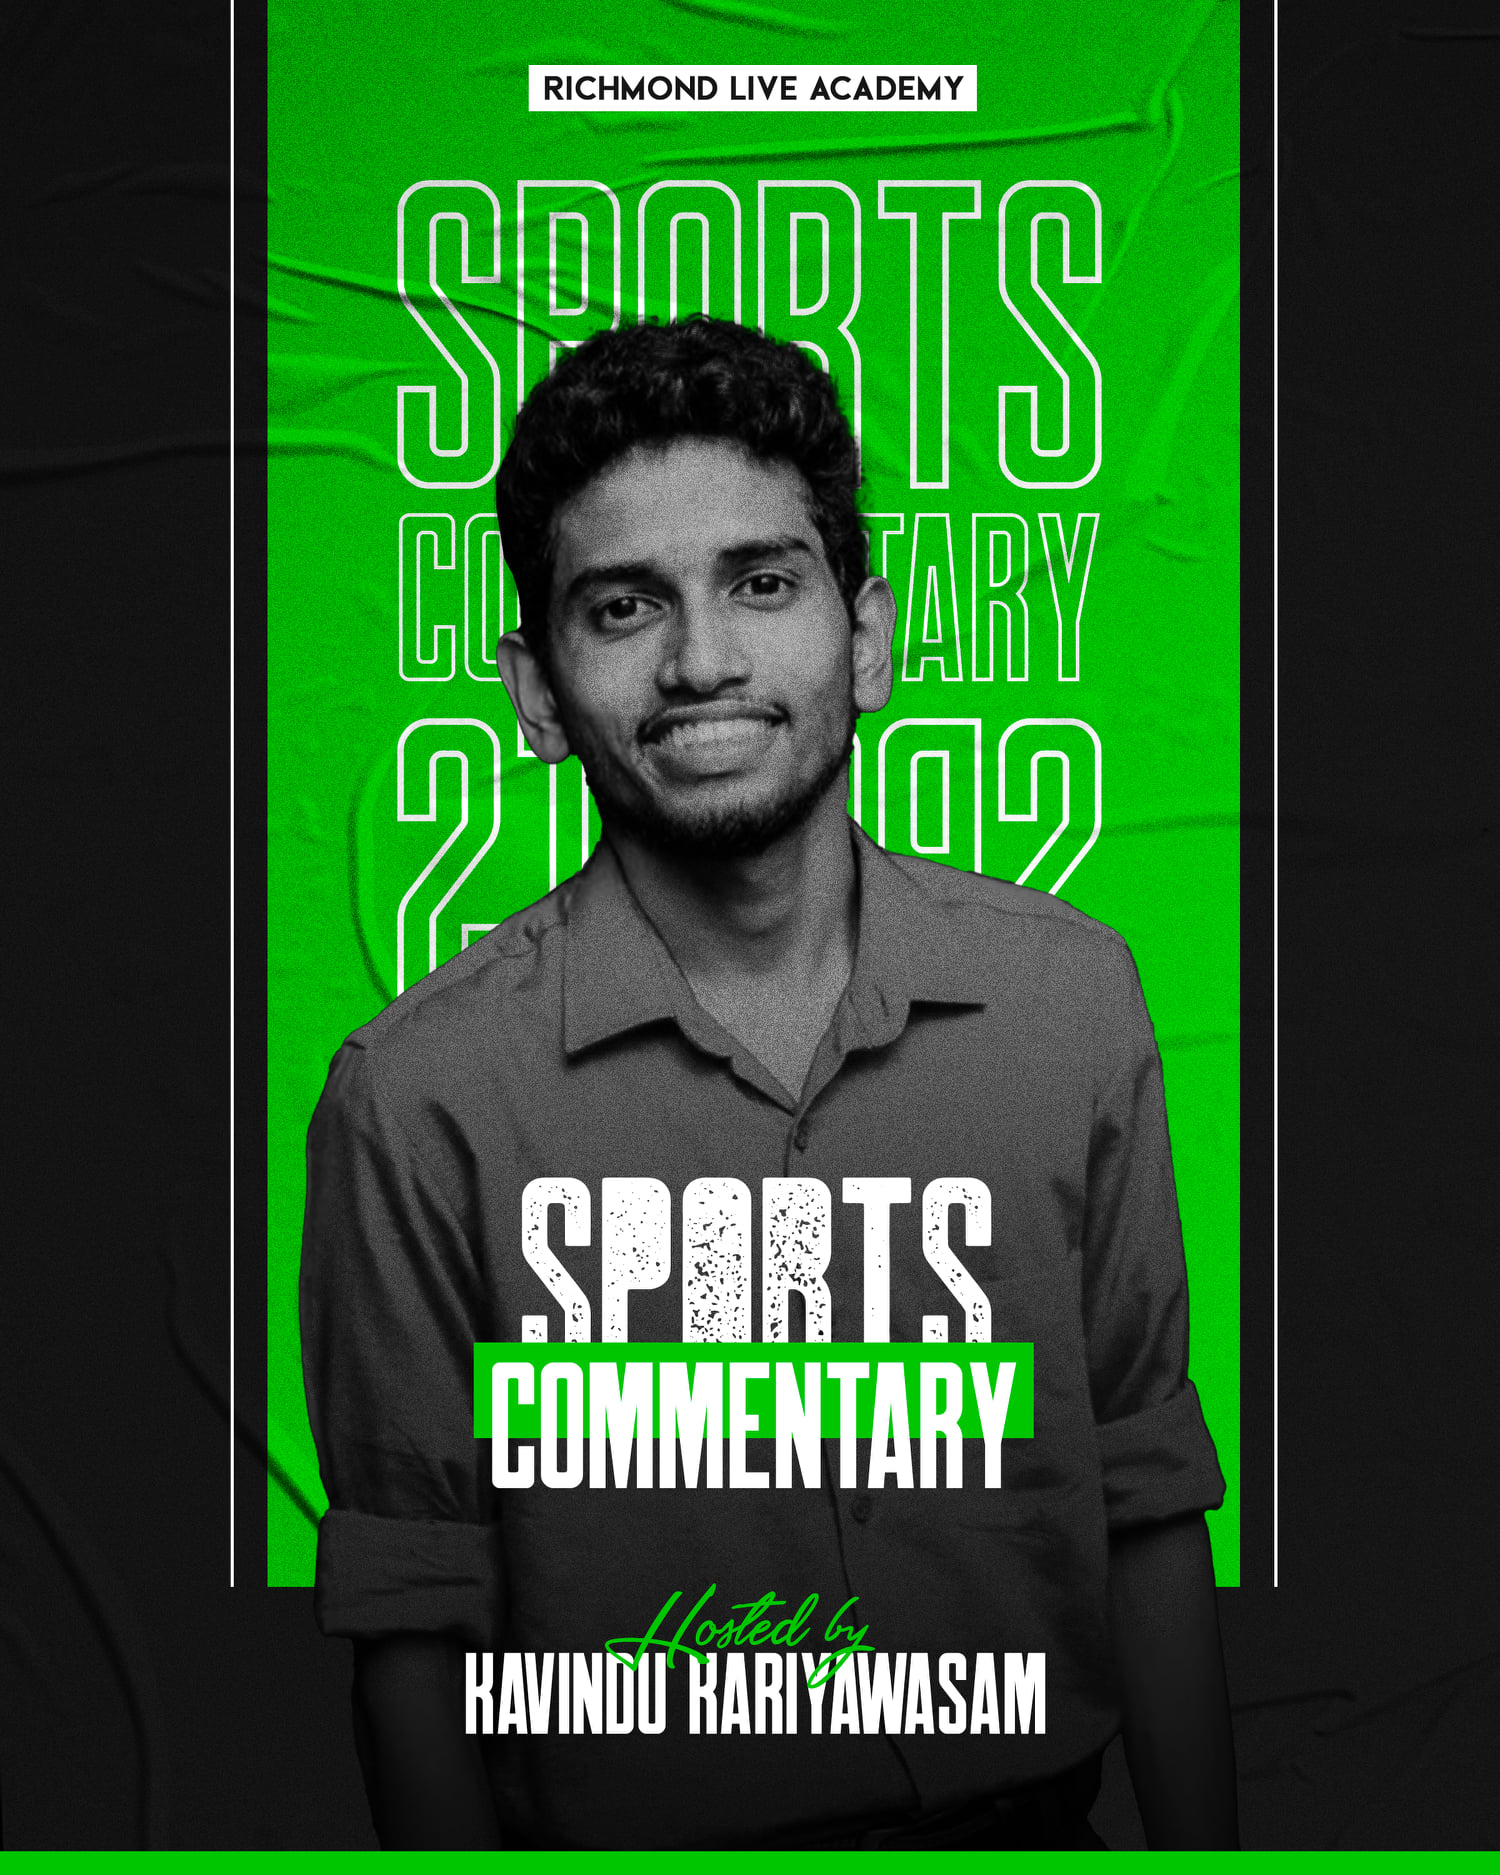 RICHMOND LIVE ACADEMY
SPORTS
SPORTS
COMMENTARY
Hosted by
KAVINDU KARIYAWASAM